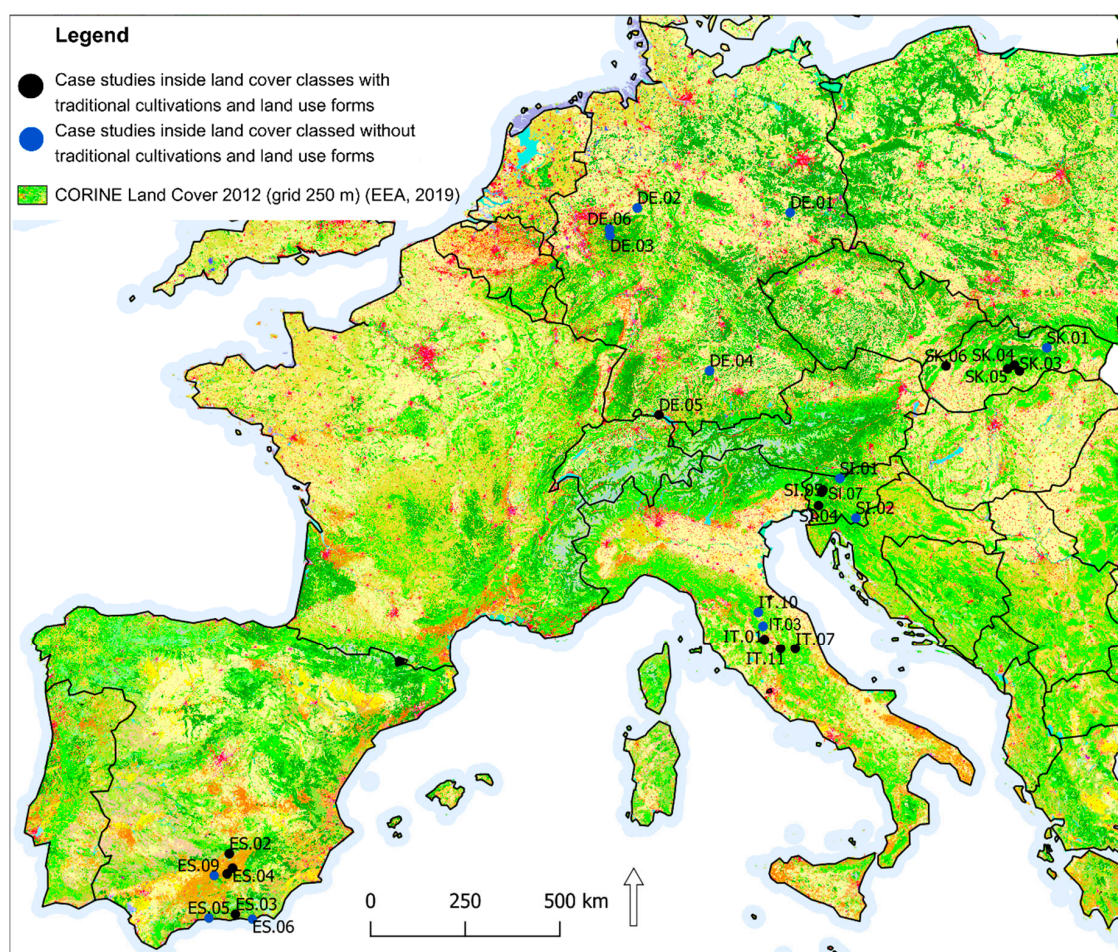 Legend
Case studies inside land cover classes with
traditional cultivations and land use forms
Case studies inside land cover classed without
traditional cultivations and land use forms
CORINE Land Cover 2012 (grid 250 m) (EEA, 2019)
DE.02
DE.01
DE.06
DE.03
SK.01
SK.06 SK.04
SK.03
SK.05
DE.04
DE.05
SI.01
SI.05
SI.07
SI.04
SI.02
IT.10
IT.03
IT.01
IT.07
IT.11
ES.02
ES.09
ES.04
ES.05
ES.03
ES.06
0 250 500 km